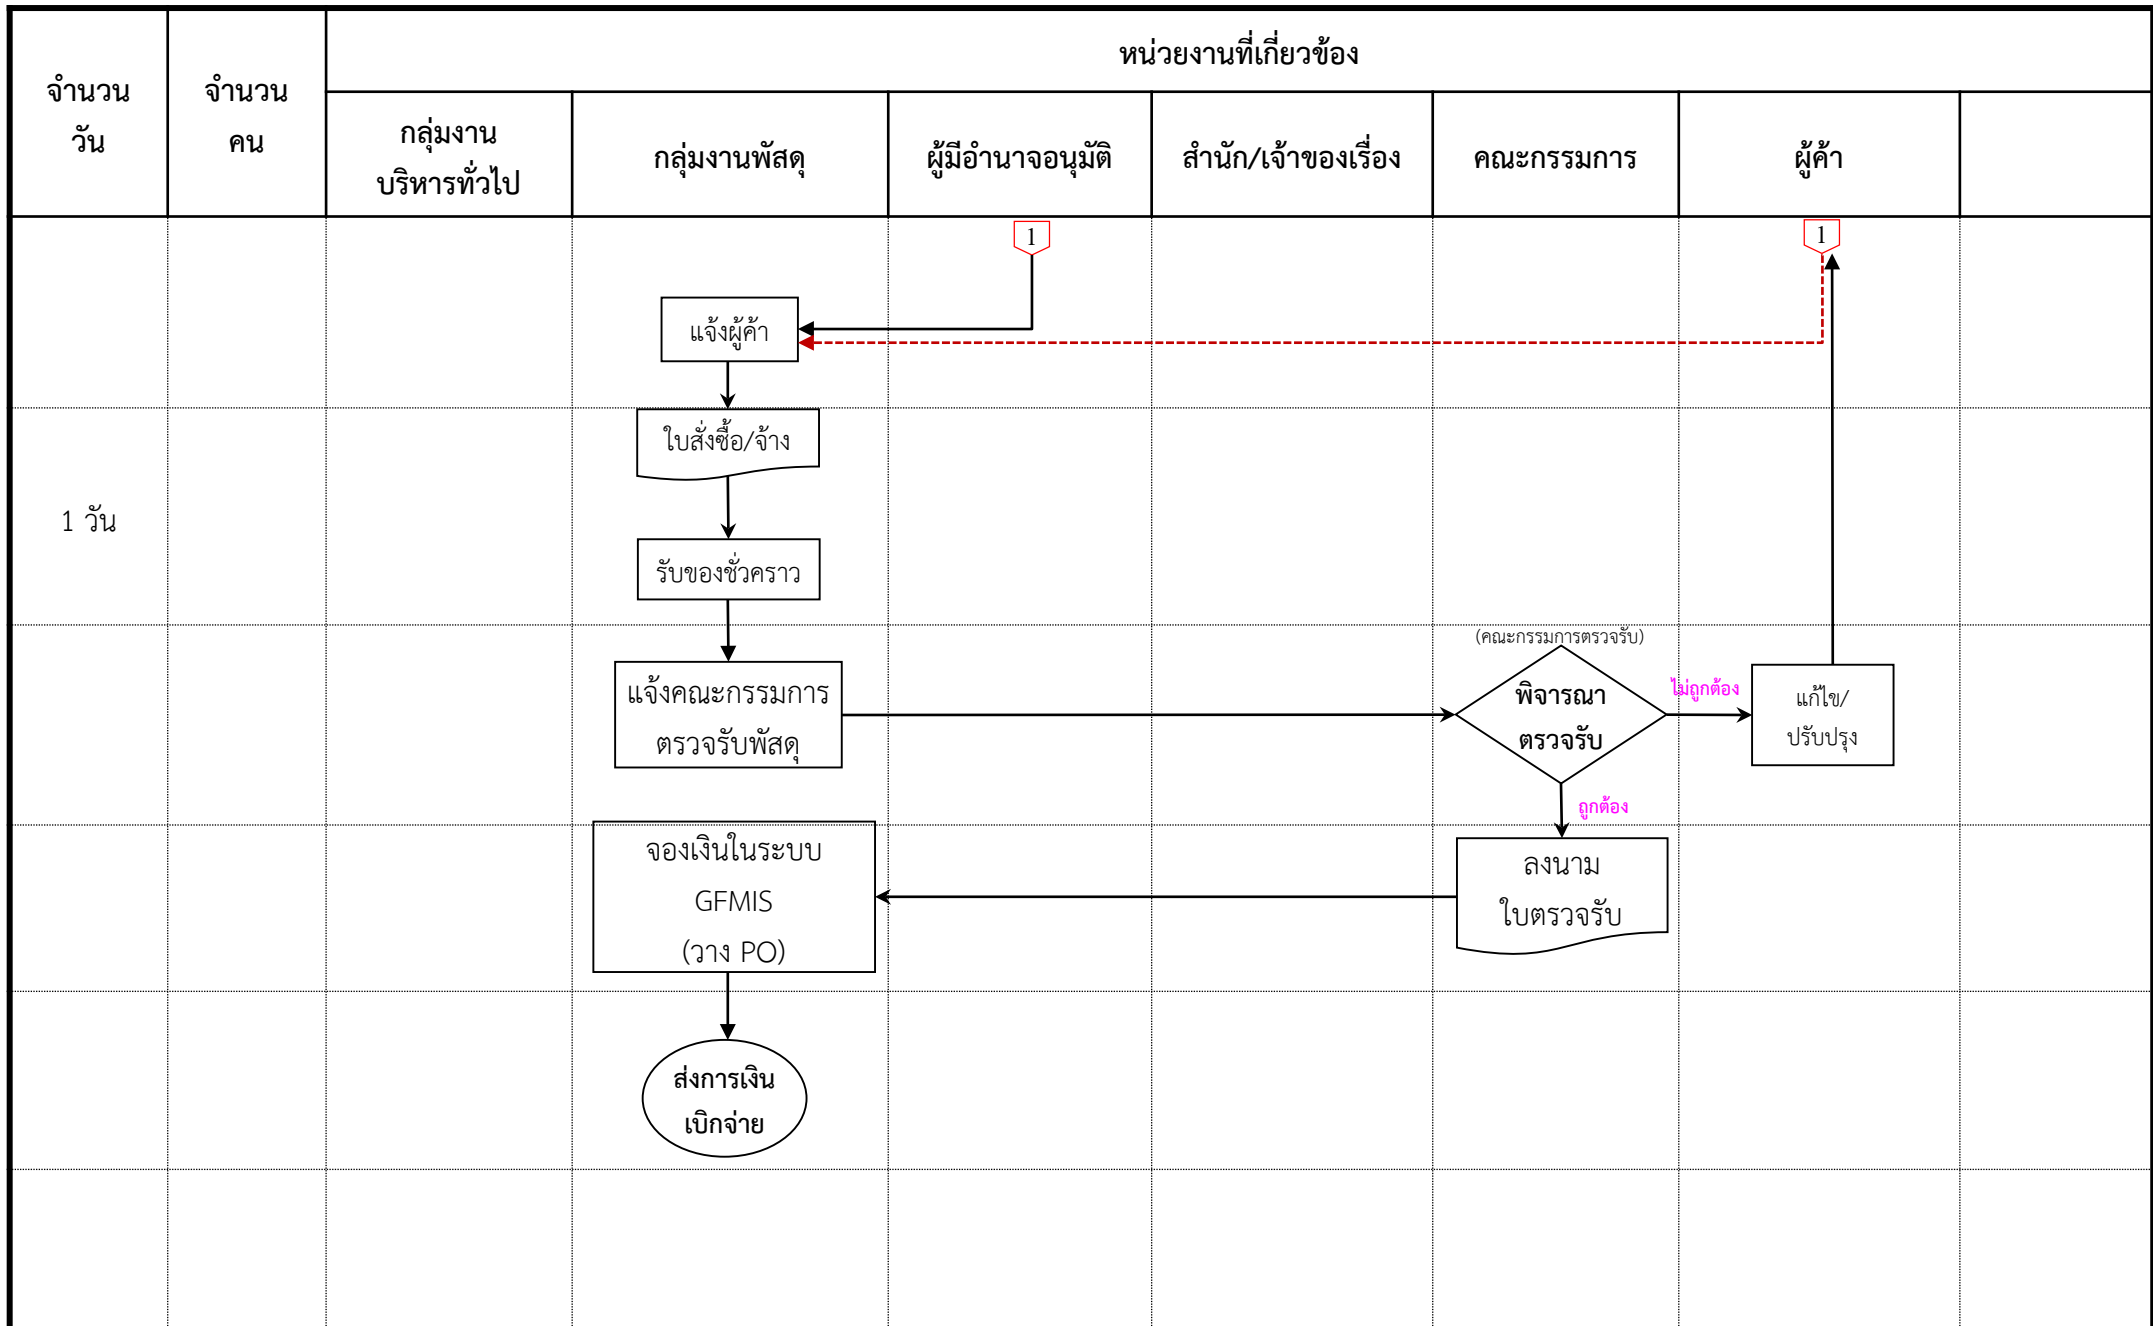 หน่วยงานที่เกี่ยวข้อง
จำนวน
วัน
จำนวน
คน
กลุ่มงาน
บริหารทั่วไป
กลุ่มงานพัสดุ
ผู้มีอำนาจอนุมัติ
สำนัก/เจ้าของเรื่อง
คณะกรรมการ
ผู้ค้า
1
1
แจ้งผู้ค้า
ใบสั่งซื้อ/จ้าง
1 วัน
รับของชั่วคราว
(คณะกรรมการตรวจรับ)
แจ้งคณะกรรมการ
ตรวจรับพัสดุ
พิจารณา
ตรวจรับ
ไม่ถูกต้อง
แก้ไข/
ปรับปรุง
ถูกต้อง
จองเงินในระบบ
GFMIS
(วาง PO)
ลงนาม
ใบตรวจรับ
ส่งการเงิน
เบิกจ่าย